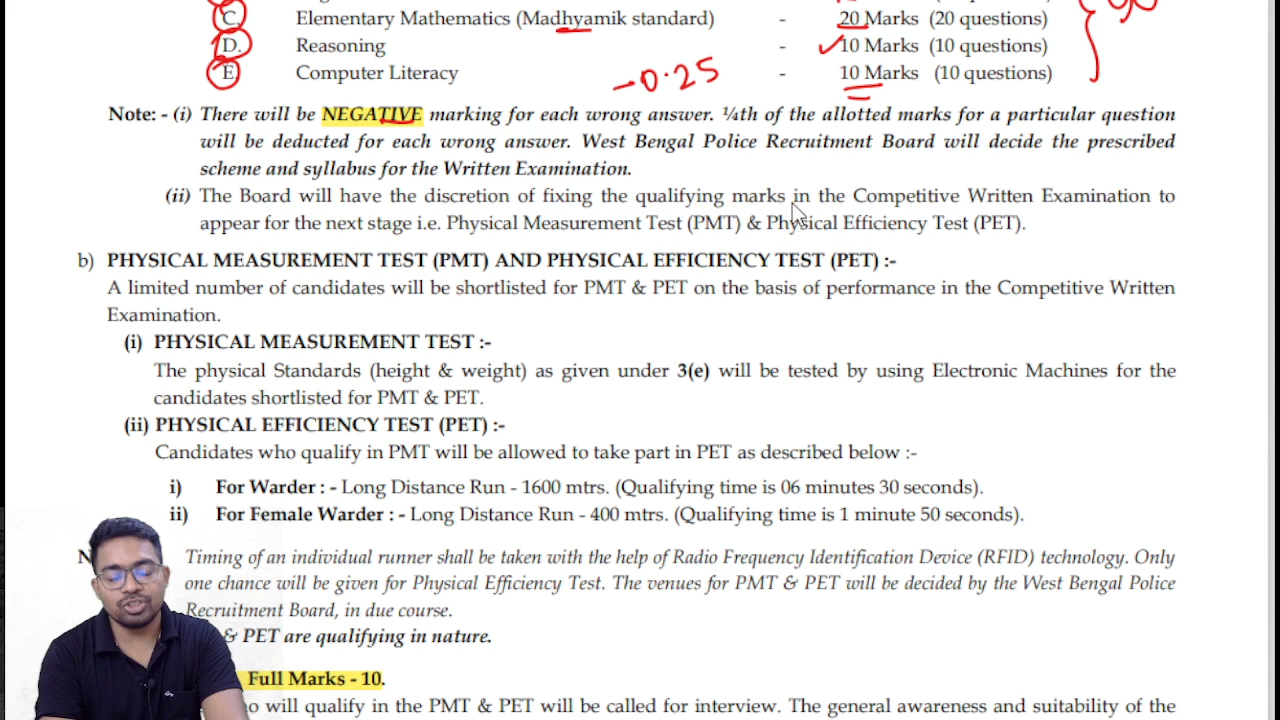 C. Elementary Mathematics (Madhyamik standard) - 20 Marks (20 questions)
D. Reasoning - 10 Marks (10 questions)
E. Computer Literacy - 10 Marks (10 questions)
-0.25
Note: - (i) There will be NEGATIVE marking for each wrong answer. ¼th of the allotted marks for a particular question
will be deducted for each wrong answer. West Bengal Police Recruitment Board will decide the prescribed
scheme and syllabus for the Written Examination.
(ii) The Board will have the discretion of fixing the qualifying marks in the Competitive Written Examination to
appear for the next stage i.e. Physical Measurement Test (PMT) & Physical Efficiency Test (PET).
b) PHYSICAL MEASUREMENT TEST (PMT) AND PHYSICAL EFFICIENCY TEST (PET) :-
A limited number of candidates will be shortlisted for PMT & PET on the basis of performance in the Competitive Written
Examination.
(i) PHYSICAL MEASUREMENT TEST :-
The physical Standards (height & weight) as given under 3(e) will be tested by using Electronic Machines for the
candidates shortlisted for PMT & PET.
(ii) PHYSICAL EFFICIENCY TEST (PET) :-
Candidates who qualify in PMT will be allowed to take part in PET as described below :-
i) For Warder : - Long Distance Run - 1600 mtrs. (Qualifying time is 06 minutes 30 seconds).
ii) For Female Warder : - Long Distance Run - 400 mtrs. (Qualifying time is 1 minute 50 seconds).
Timing of an individual runner shall be taken with the help of Radio Frequency Identification Device (RFID) technology. Only
one chance will be given for Physical Efficiency Test. The venues for PMT & PET will be decided by the West Bengal Police
Recruitment Board, in due course.
& PET are qualifying in nature.
Full Marks - 10.
will qualify in the PMT & PET will be called for interview. The general awareness and suitability of the